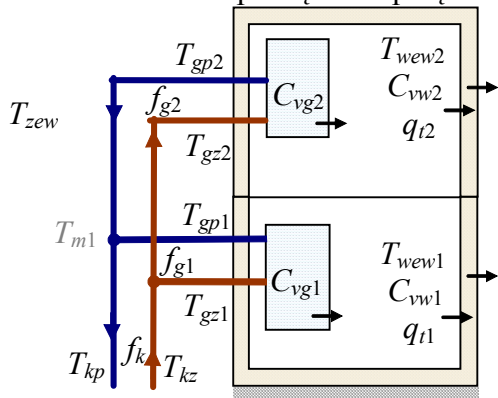 T_gp2
T_wew2
C_vg2
C_vw2
T_zew
f_g2
q_t2
T_gz2
T_gp1
T_m1
T_wew1
f_g1
C_vg1
C_vw1
T_gz1
q_t1
T_kp
f_k
T_kz